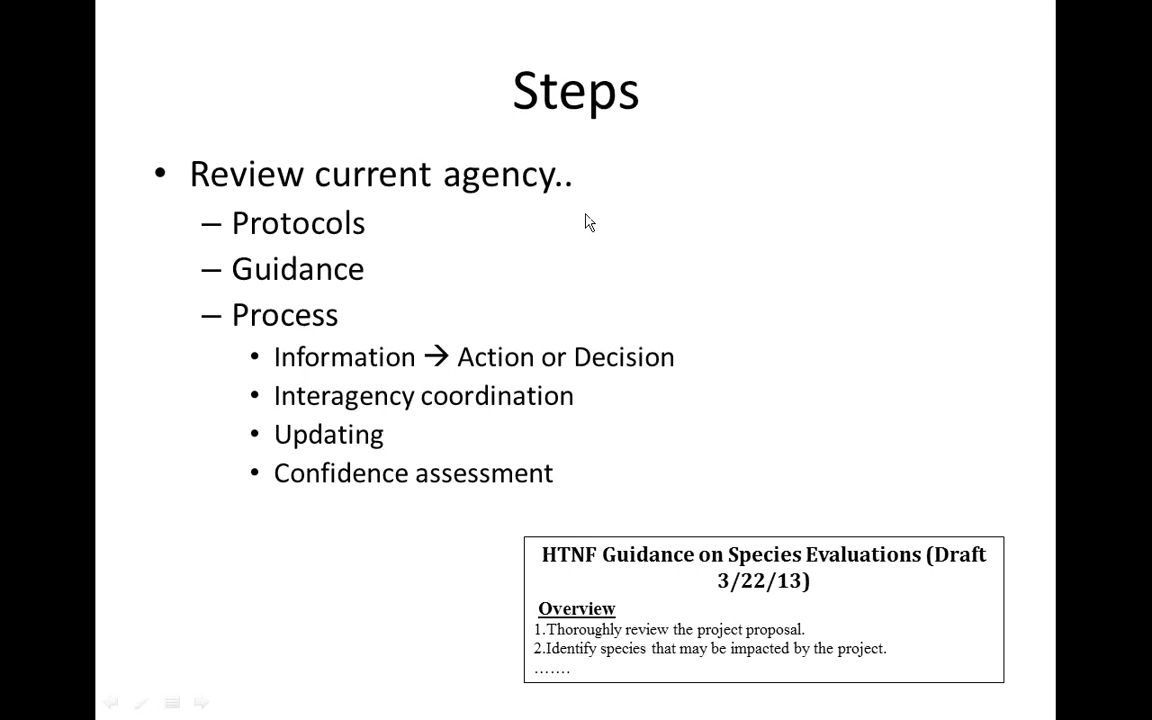 Steps
• Review current agency..
– Protocols
– Guidance
– Process
• Information → Action or Decision
• Interagency coordination
• Updating
• Confidence assessment
HTNF Guidance on Species Evaluations (Draft
3/22/13)
Overview
1.Thoroughly review the project proposal.
2.Identify species that may be impacted by the project.
.......